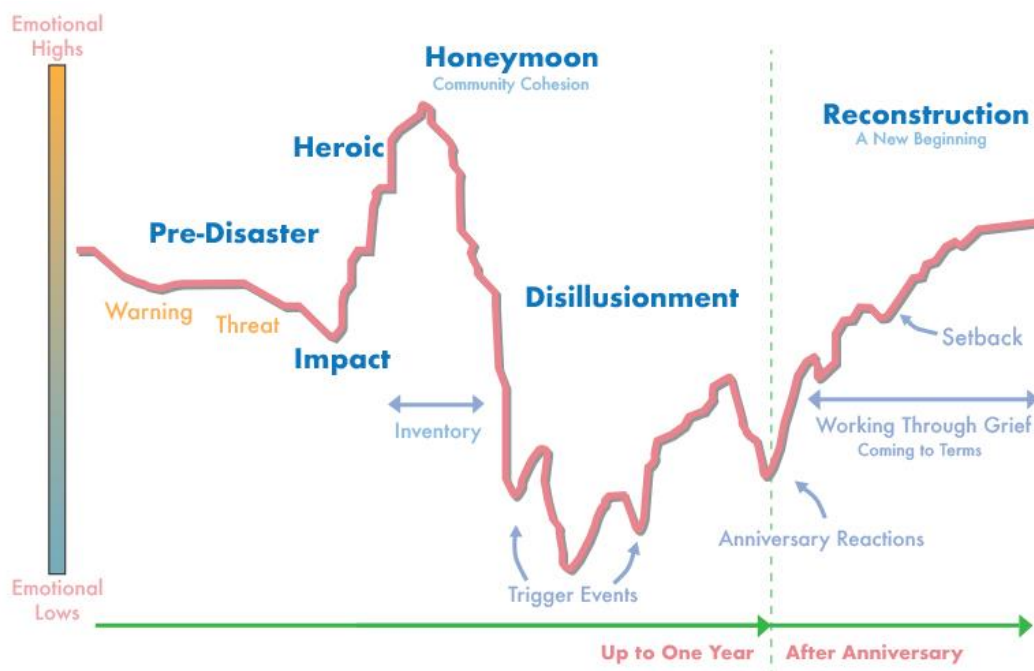 Emotional
Highs
Honeymoon
Community Cohesion
Reconstruction
A New Beginning
Heroic
Pre-Disaster
Warning
Threat
Impact
Disillusionment
Setback
Inventory
Working Through Grief
Coming to Terms
Anniversary Reactions
Trigger Events
Emotional
Lows
Up to One Year
After Anniversary